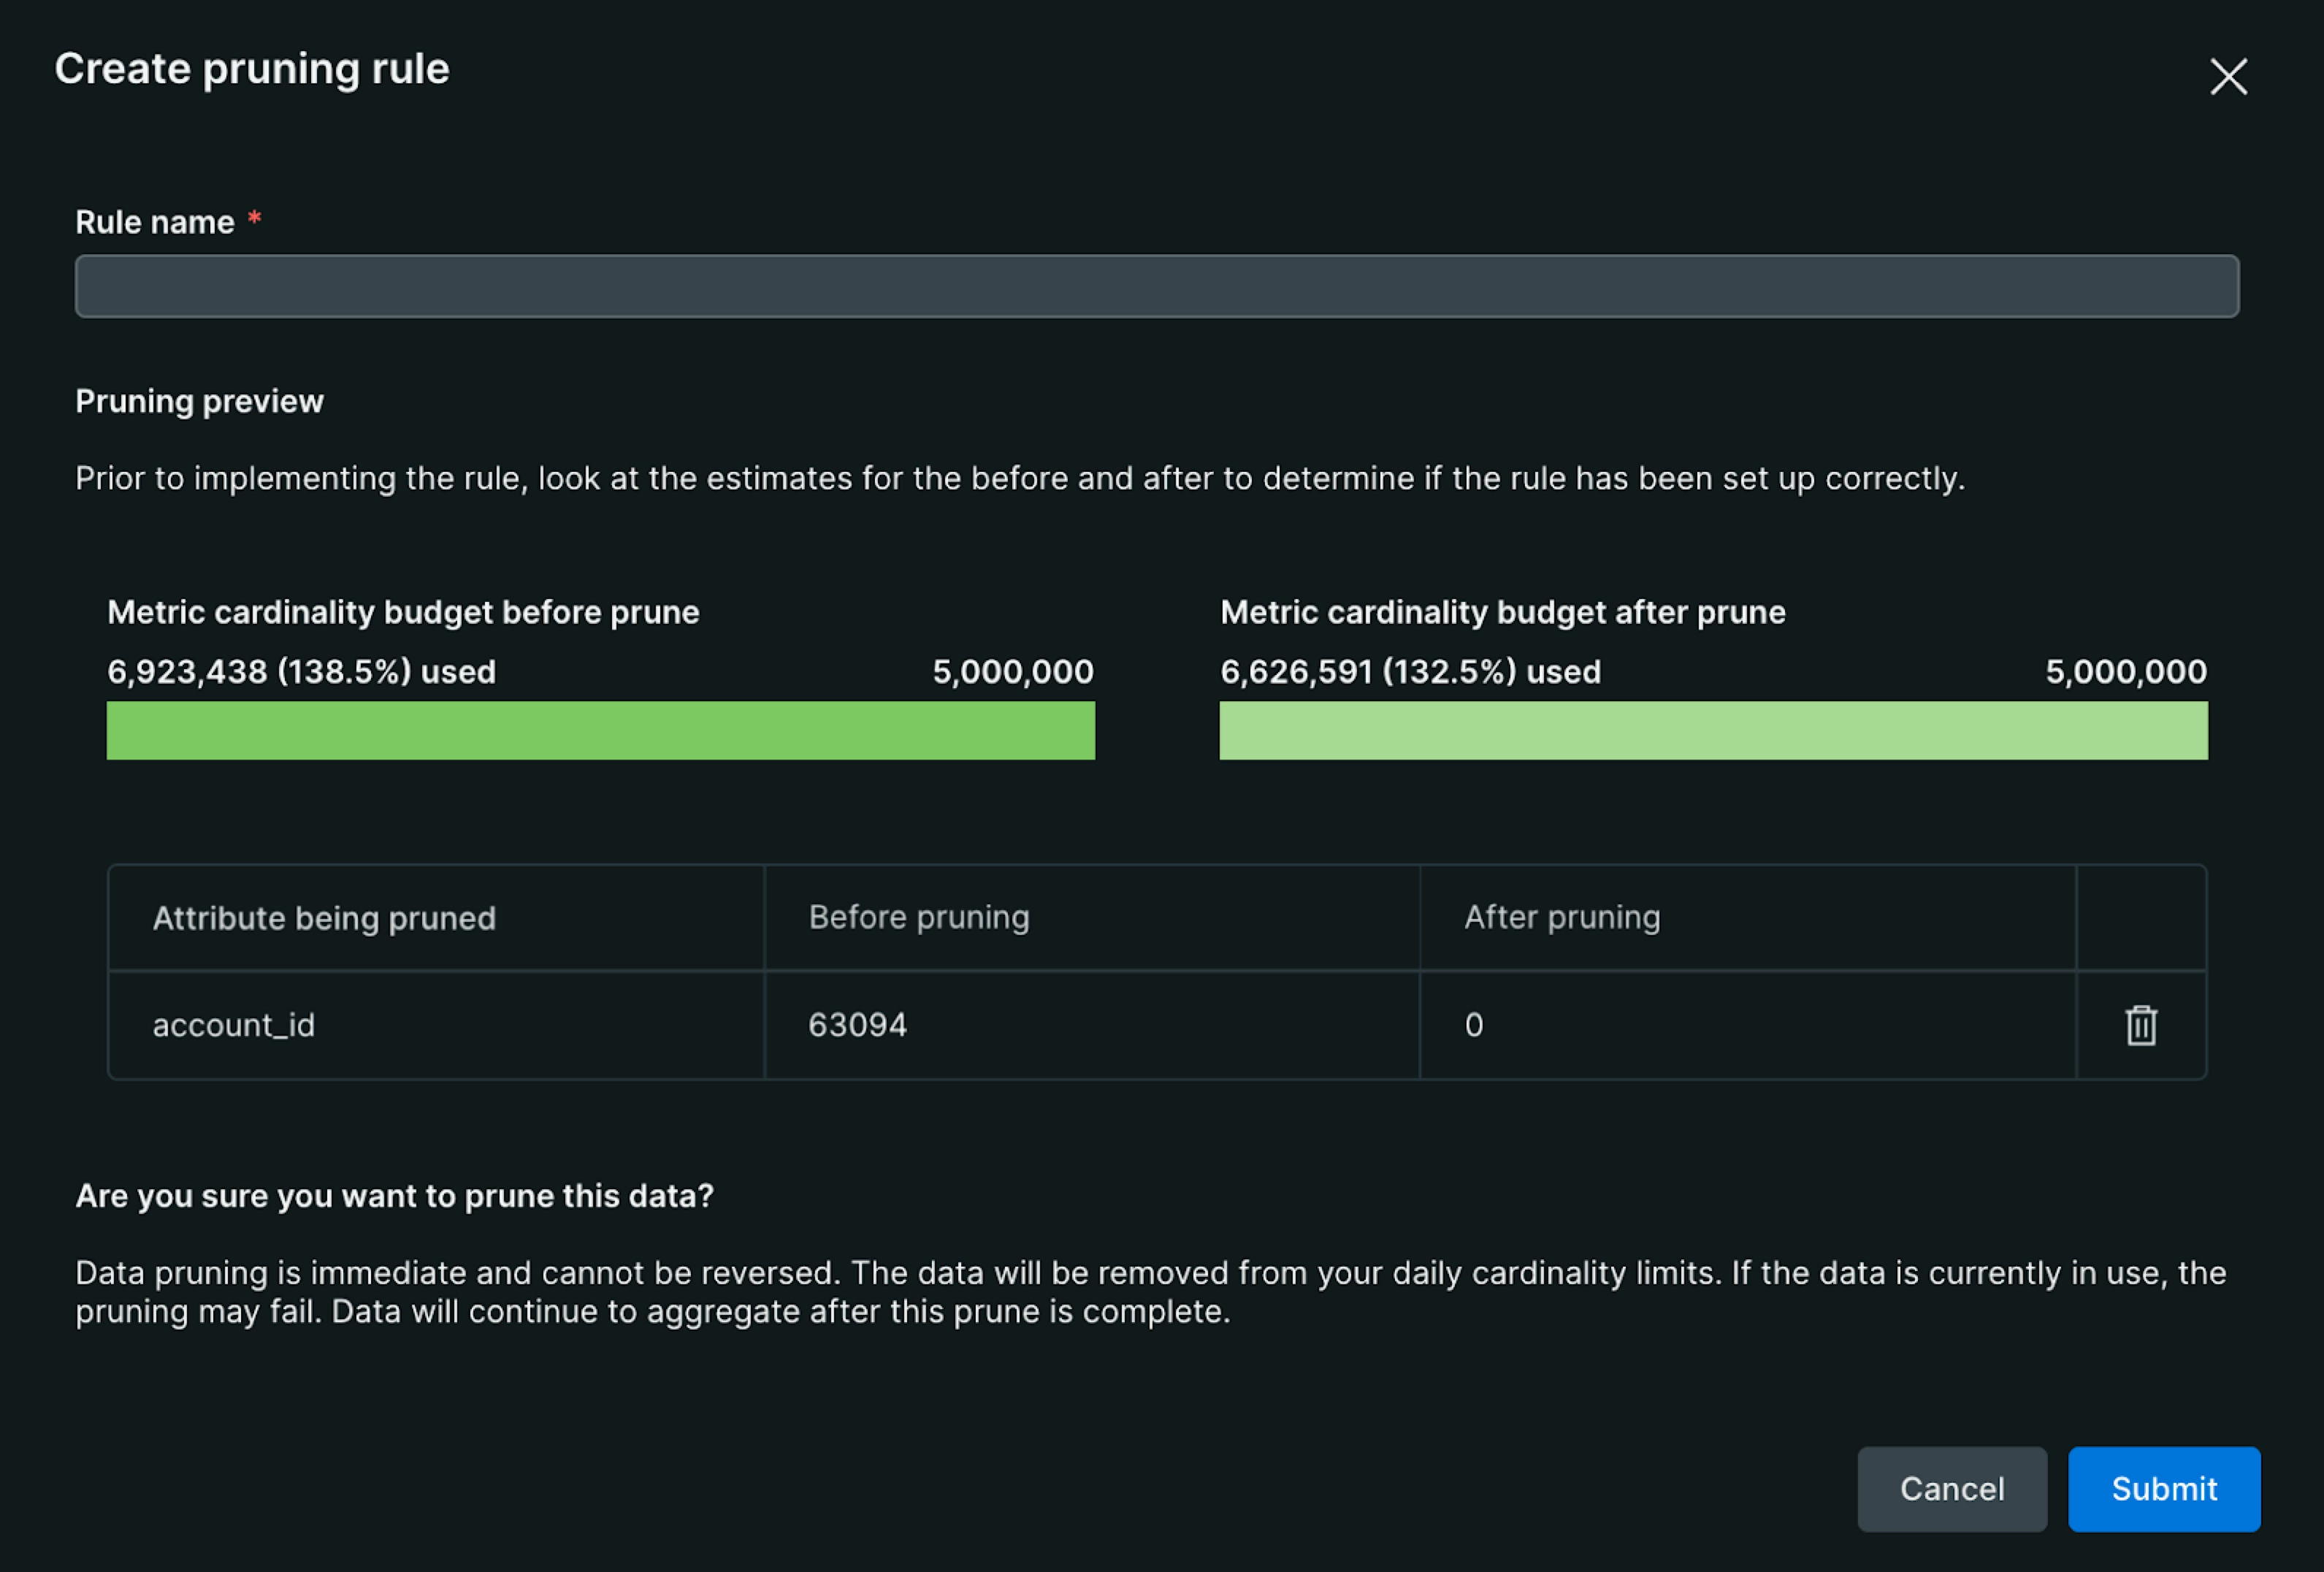 Create pruning rule
Rule name *
Pruning preview
Prior to implementing the rule, look at the estimates for the before and after to determine if the rule has been set up correctly.
Metric cardinality budget before prune
6,923,438 (138.5%) used 5,000,000
Metric cardinality budget after prune
6,626,591 (132.5%) used 5,000,000
Attribute being pruned Before pruning After pruning
account_id 63094 0
Are you sure you want to prune this data?
Data pruning is immediate and cannot be reversed. The data will be removed from your daily cardinality limits. If the data is currently in use, the
pruning may fail. Data will continue to aggregate after this prune is complete.
Cancel Submit